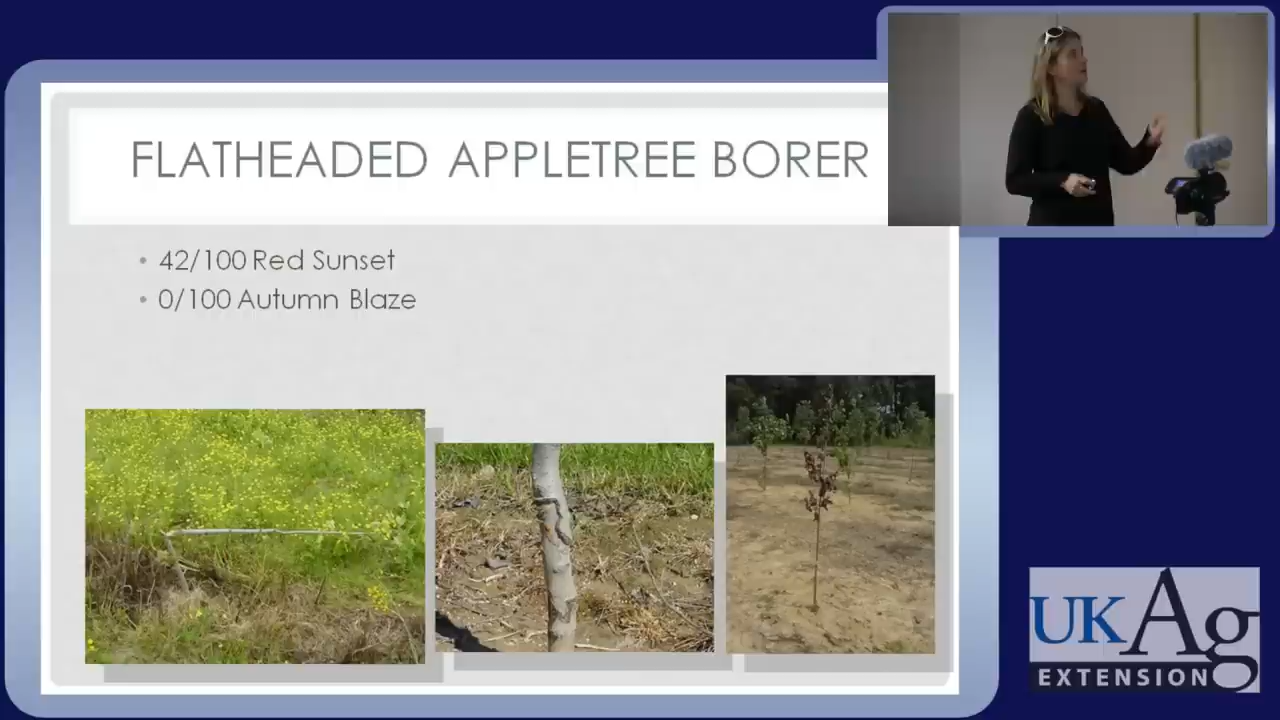 FLATHEADED APPLETREE BORER
• 42/100 Red Sunset
• 0/100 Autumn Blaze
UKAg
EXTENSION